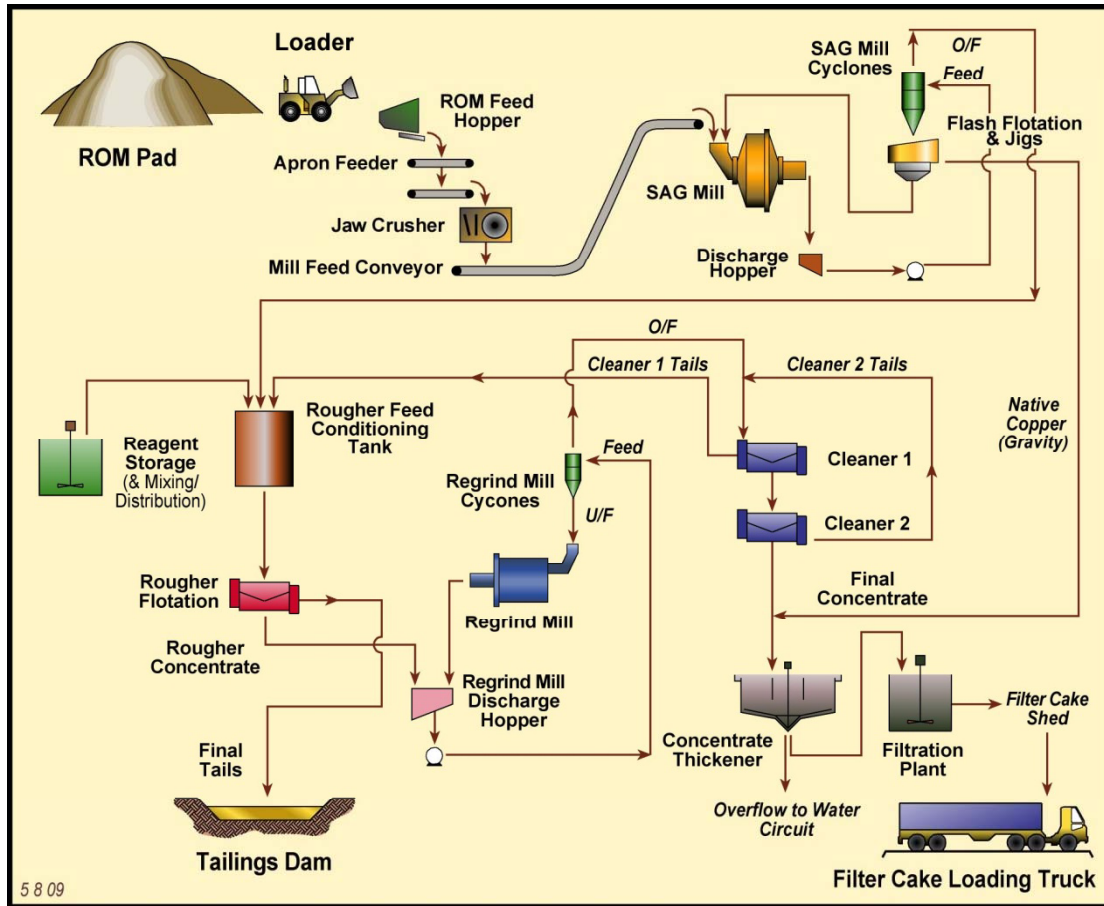 Loader
ROM Pad
ROM Feed
Hopper
Apron Feeder
Jaw Crusher
Mill Feed Conveyor
SAG Mill
Cyclones
O/F
Feed
Flash Flotation
& Jigs
SAG Mill
Discharge
Hopper
O/F
Cleaner 1 Tails
Cleaner 2 Tails
Native
Copper
(Gravity)
Rougher Feed
Conditioning
Tank
Reagent
Storage
(& Mixing/
Distribution)
Feed
Regrind Mill
Cycones
U/F
Cleaner 1
Cleaner 2
Rougher
Flotation
Regrind Mill
Final
Concentrate
Rougher
Concentrate
Regrind Mill
Discharge
Hopper
Concentrate
Thickener
Filtration
Plant
Filter Cake
Shed
Final
Tails
Overflow to Water
Circuit
Tailings Dam
Filter Cake Loading Truck
5 8 09